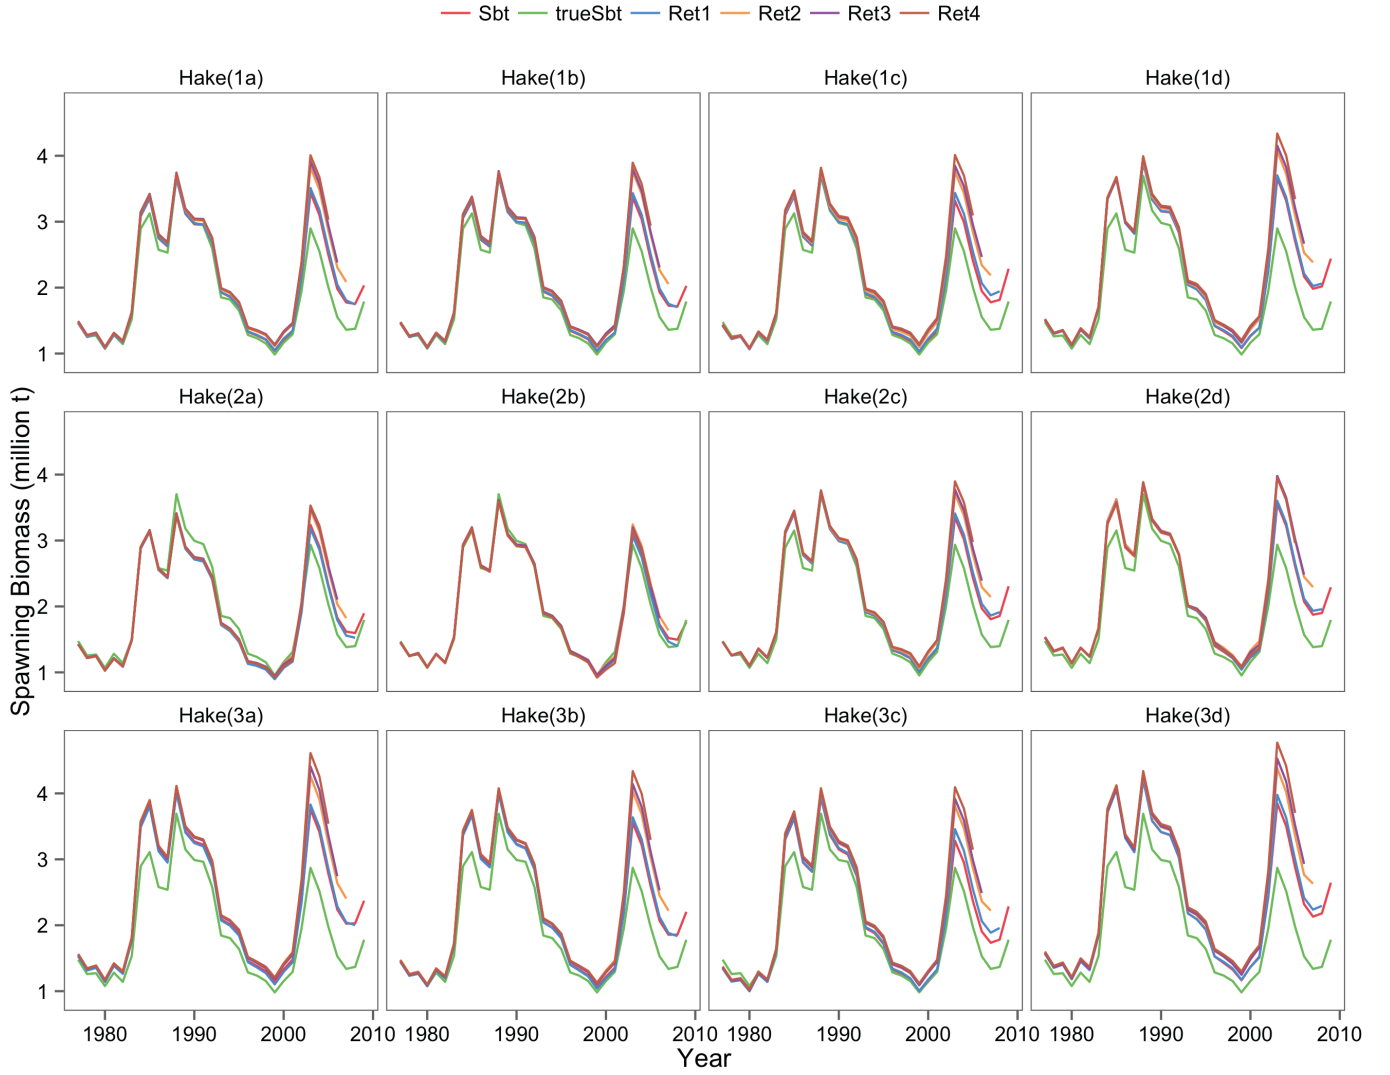 Sbt trueSbt Ret1 Ret2 Ret3 Ret4
Hake(1a) Hake(1b) Hake(1c) Hake(1d)
4
3
2
1
Hake(2a) Hake(2b) Hake(2c) Hake(2d)
4
3
2
1
Hake(3a) Hake(3b) Hake(3c) Hake(3d)
4
3
2
1
Spawning Biomass (million t)
1980 1990 2000 2010 1980 1990 2000 2010 1980 1990 2000 2010 1980 1990 2000 2010
Year